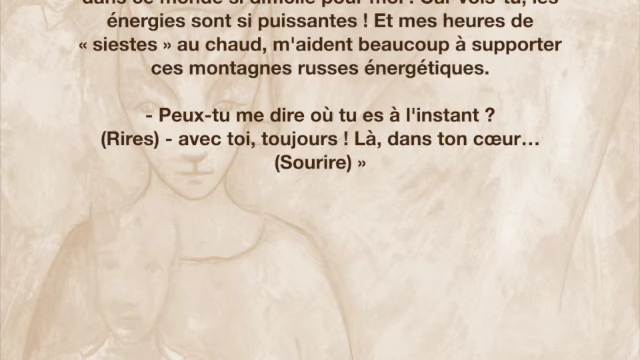 dans ce monde si difficile pour moi ! Car vois-tu, les
énergies sont si puissantes ! Et mes heures de
« siestes » au chaud, m'aident beaucoup à supporter
ces montagnes russes énergétiques.
- Peux-tu me dire où tu es à l'instant ?
(Rires) - avec toi, toujours ! Là, dans ton cœur…
(Sourire) »